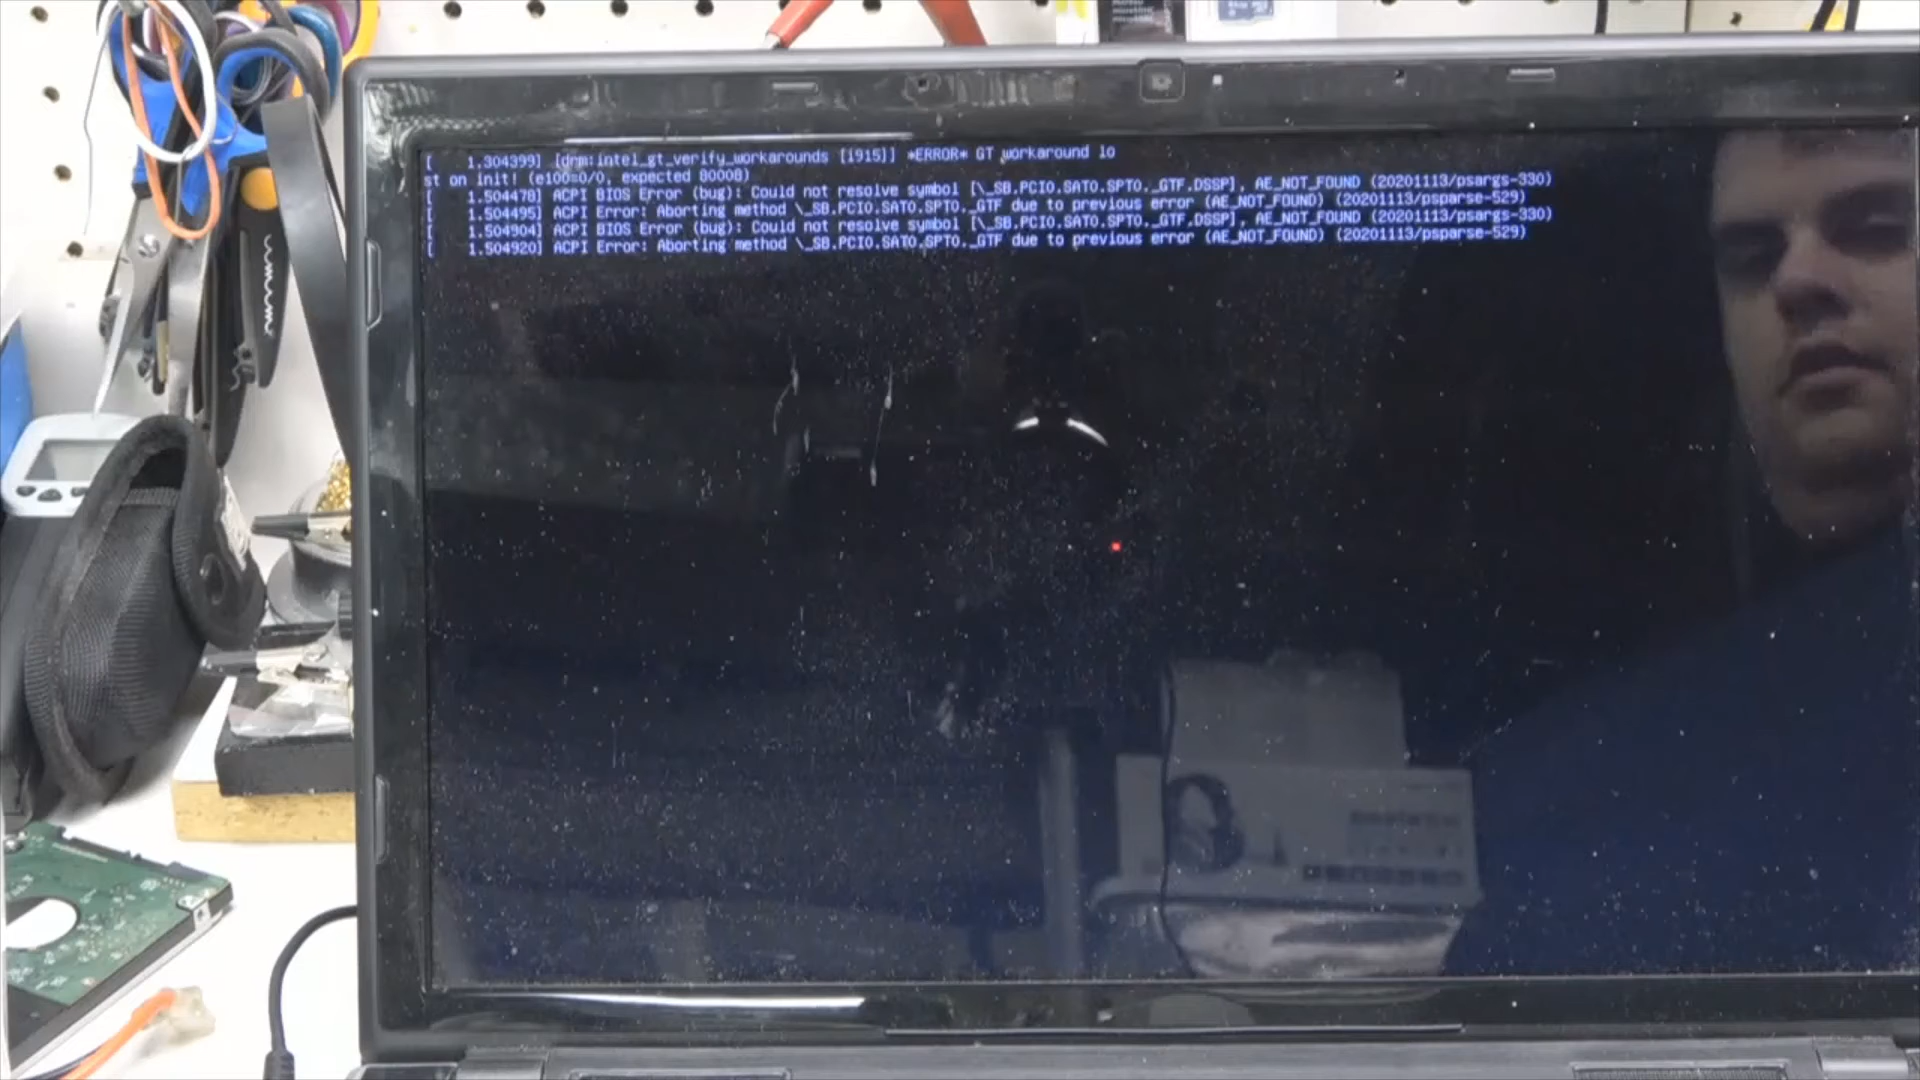 [    1.304399] [drm:intel_gt_verify_workarounds [i915]] *ERROR* GT workaround lo
st on init! (e100=0/0, expected 80008)
[    1.504478] ACPI BIOS Error (bug): Could not resolve symbol [\_SB.PCI0.SAT0.SPT0._GTF.DSSP], AE_NOT_FOUND (20201113/psargs-330)
[    1.504495] ACPI Error: Aborting method \_SB.PCI0.SAT0.SPT0._GTF due to previous error (AE_NOT_FOUND) (20201113/psparse-529)
[    1.504904] ACPI BIOS Error (bug): Could not resolve symbol [\_SB.PCI0.SAT0.SPT0._GTF.DSSP], AE_NOT_FOUND (20201113/psargs-330)
[    1.504920] ACPI Error: Aborting method \_SB.PCI0.SAT0.SPT0._GTF due to previous error (AE_NOT_FOUND) (20201113/psparse-529)